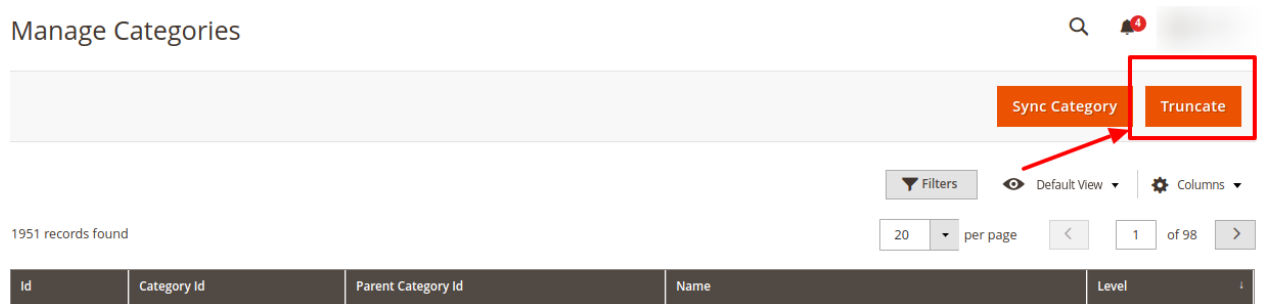 Manage Categories
4
Sync Category Truncate
Filters Default View Columns
1951 records found 20 per page 1 of 98
Id Category Id Parent Category Id Name Level